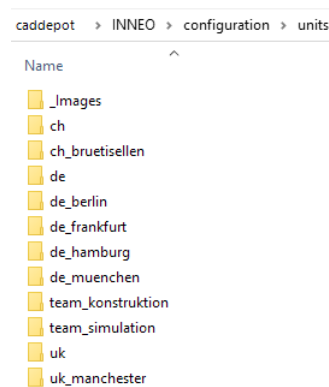 caddepot > INNEO > configuration > units
Name
_Images
ch
ch_bruetisellen
de
de_berlin
de_frankfurt
de_hamburg
de_muenchen
team_konstruktion
team_simulation
uk
uk_manchester